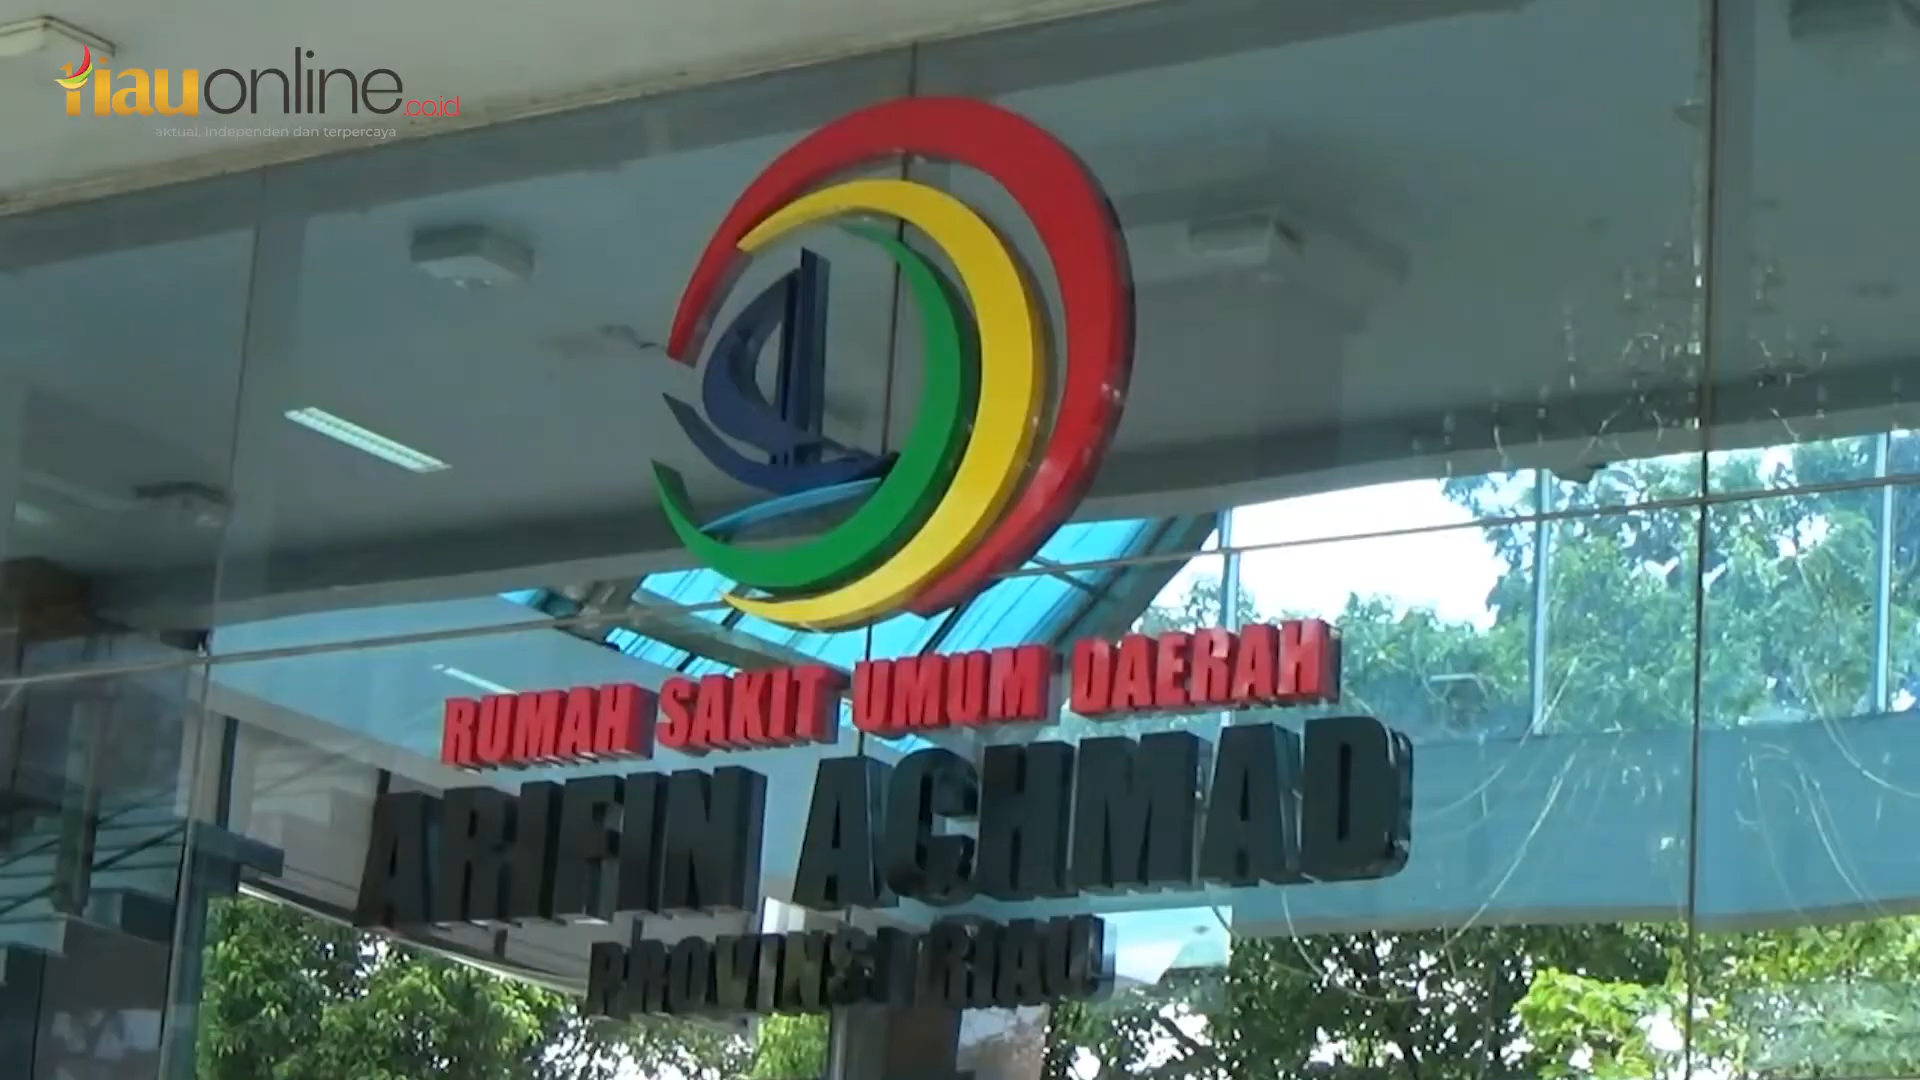 riauonline.co.id
aktual, independen dan terpercaya
RUMAH SAKIT UMUM DAERAH
ARIFIN ACHMAD
PROVINSI RIAU